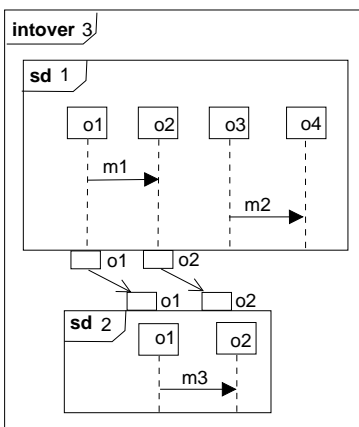 intover 3
sd 1
o1 o2 o3 o4
m1
m2
o1 o2
o1 o2
sd 2
o1 o2
m3